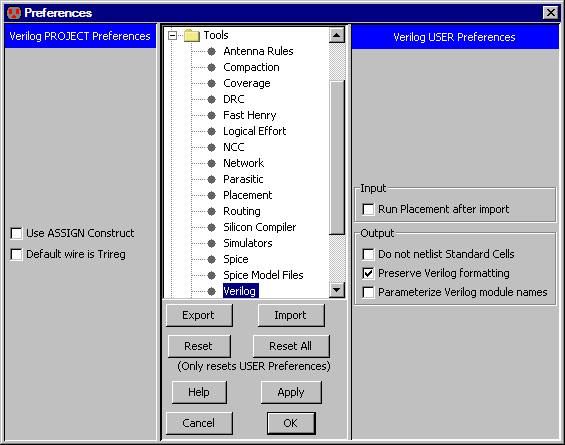 Preferences
Verilog PROJECT Preferences
Use ASSIGN Construct
Default wire is Trireg
Tools
Antenna Rules
Compaction
Coverage
DRC
Fast Henry
Logical Effort
NCC
Network
Parasitic
Placement
Routing
Silicon Compiler
Simulators
Spice
Spice Model Files
Verilog
Export
Import
Reset
Reset All
(Only resets USER Preferences)
Help
Apply
Cancel
OK
Verilog USER Preferences
Input
Run Placement after import
Output
Do not netlist Standard Cells
Preserve Verilog formatting
Parameterize Verilog module names